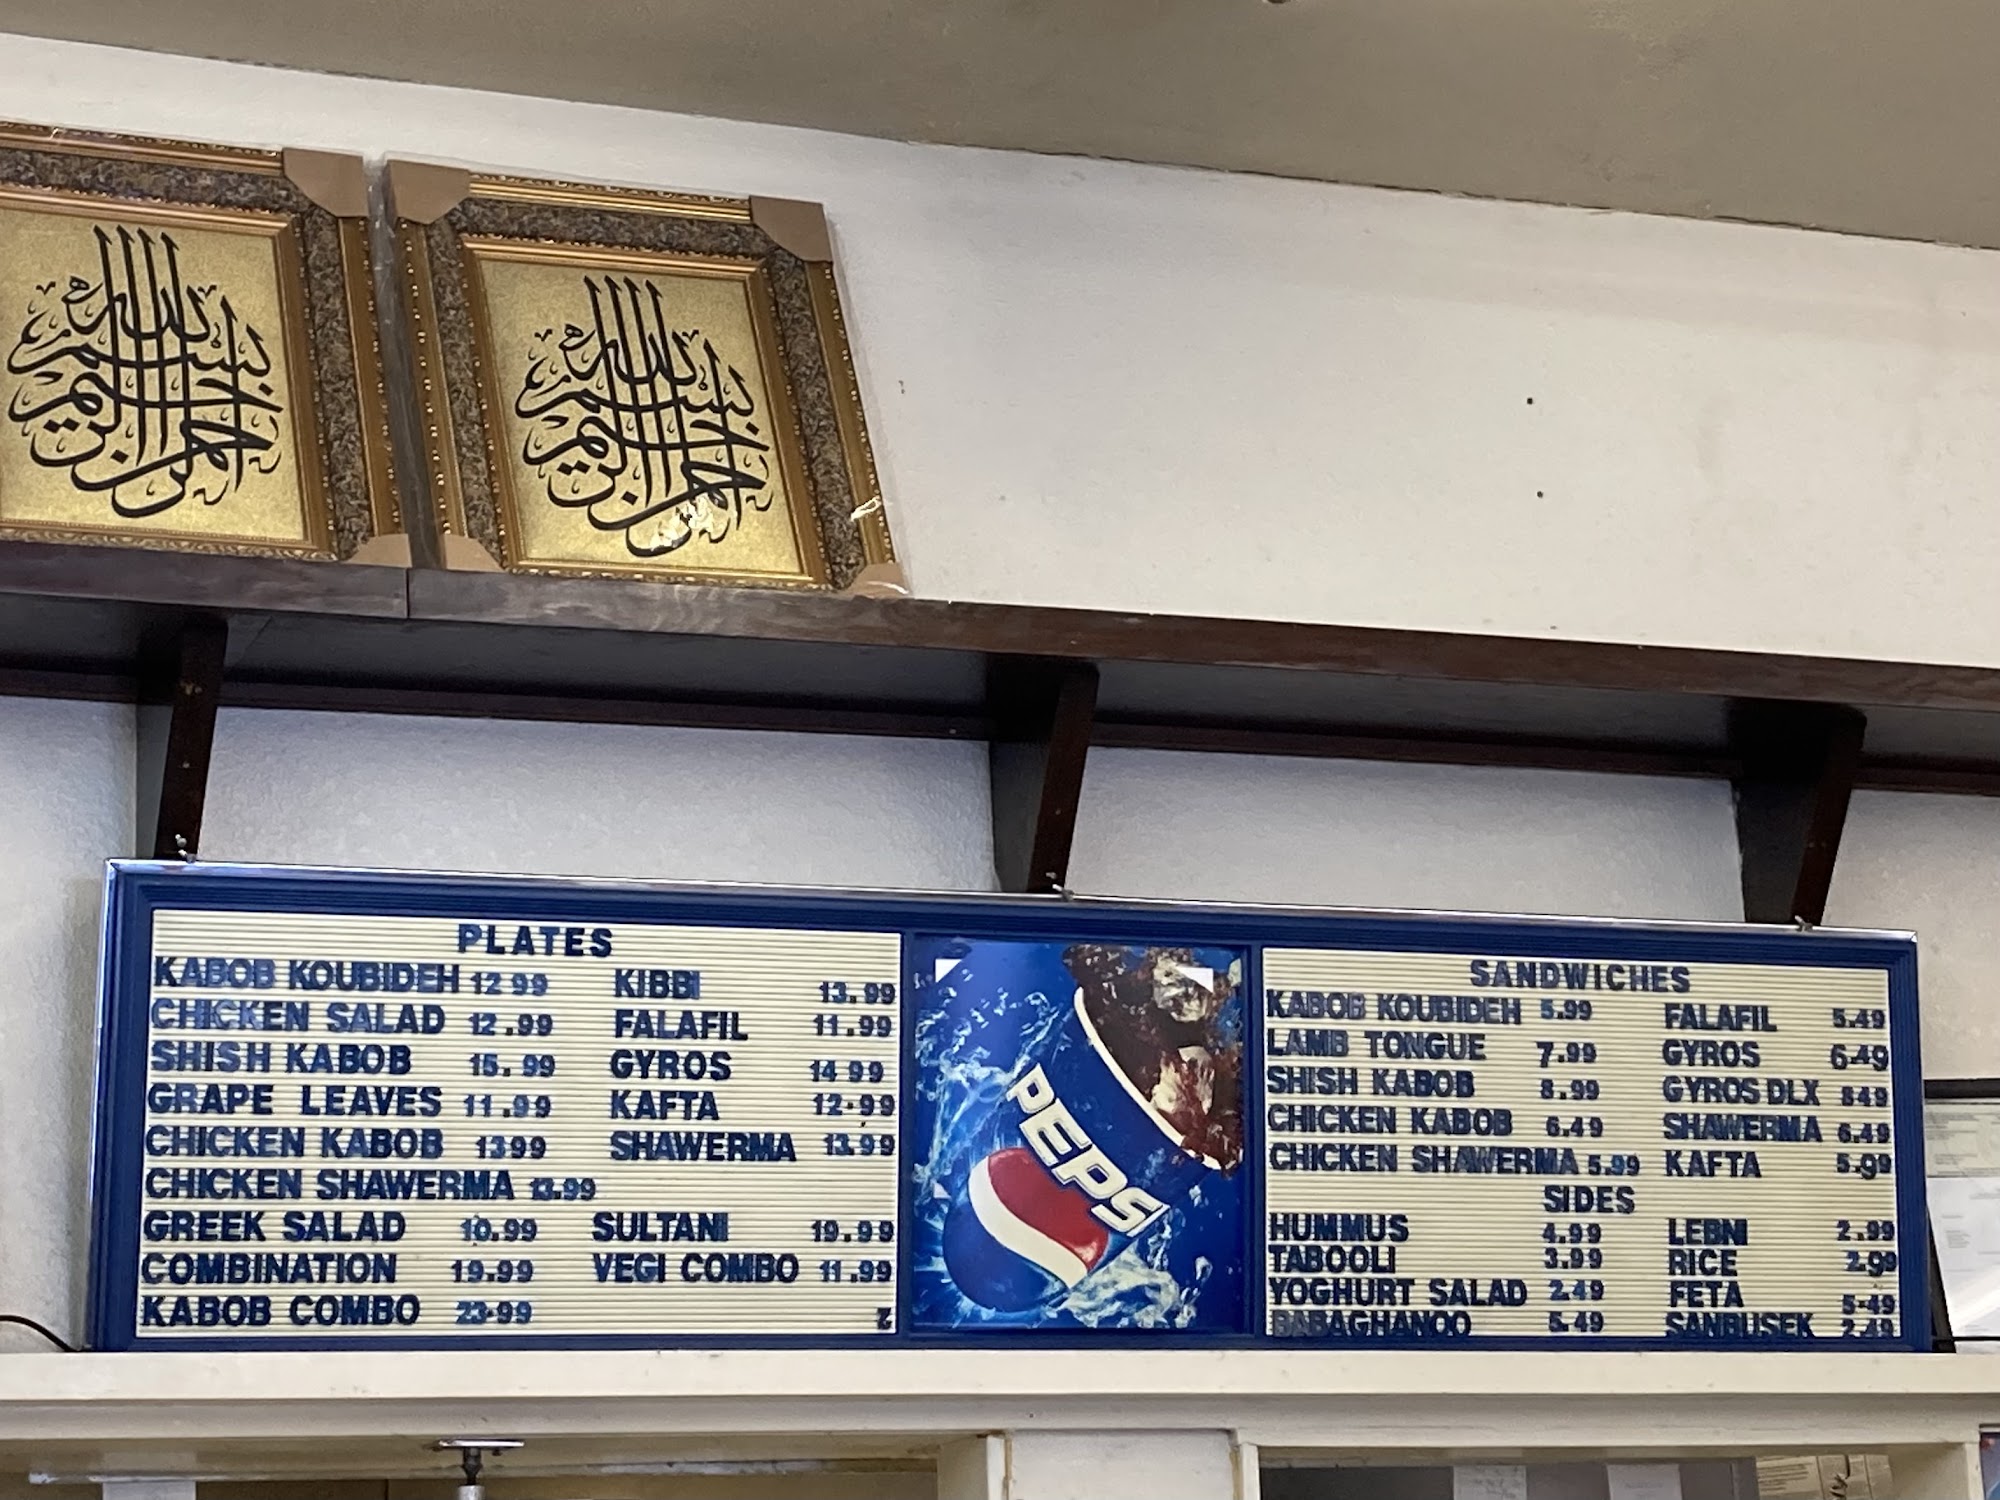 بسم الله الرحمن الرحيم
بسم الله الرحمن الرحيم
PLATES
KABOB KOUBIDEH 12 99 KIBBI 13.99
CHICKEN SALAD 12.99 FALAFIL 11.99
SHISH KABOB 15.99 GYROS 14 99
GRAPE LEAVES 11.99 KAFTA 12.99
CHICKEN KABOB 1399 SHAWERMA 13.99
CHICKEN SHAWERMA 13.99
GREEK SALAD 10.99 SULTANI 19.99
COMBINATION 19.99 VEGI COMBO 11.99
KABOB COMBO 23.99
PEPSI
SANDWICHES
KABOB KOUBIDEH 5.99 FALAFIL 5.49
LAMB TONGUE 7.99 GYROS 6.49
SHISH KABOB 8.99 GYROS DLX 849
CHICKEN KABOB 6.49 SHAWERMA 6.49
CHICKEN SHAWERMA 5.99 KAFTA 5.99
SIDES
HUMMUS 4.99 LEBNI 2.99
TABOOLI 3.99 RICE 2.99
YOGHURT SALAD 2.49 FETA 5.49
BABAGHANOO 5.49 SANBUSEK 2.49